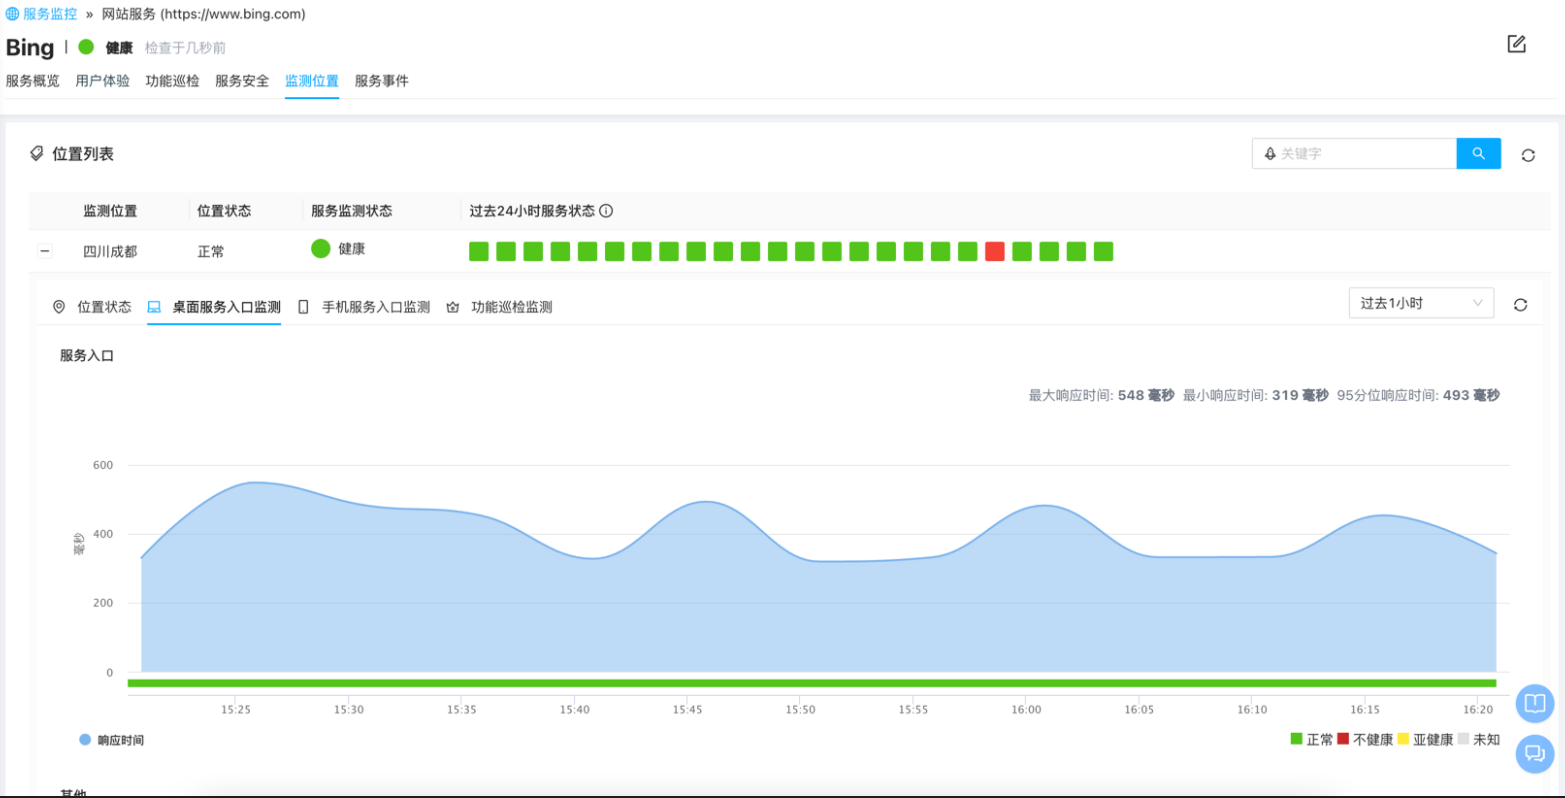 服务监控 » 网站服务 (https://www.bing.com)
Bing | 健康 检查于几秒前
服务概览 用户体验 功能巡检 服务安全 监测位置 服务事件
位置列表 关键字
监测位置 位置状态 服务监测状态 过去24小时服务状态
四川成都 正常 健康
位置状态 桌面服务入口监测 手机服务入口监测 功能巡检监测 过去1小时
服务入口
最大响应时间: 548 毫秒 最小响应时间: 319 毫秒 95分位响应时间: 493 毫秒
600
400
毫秒
200
0
15:25 15:30 15:35 15:40 15:45 15:50 15:55 16:00 16:05 16:10 16:15 16:20
响应时间 正常 不健康 亚健康 未知
其他